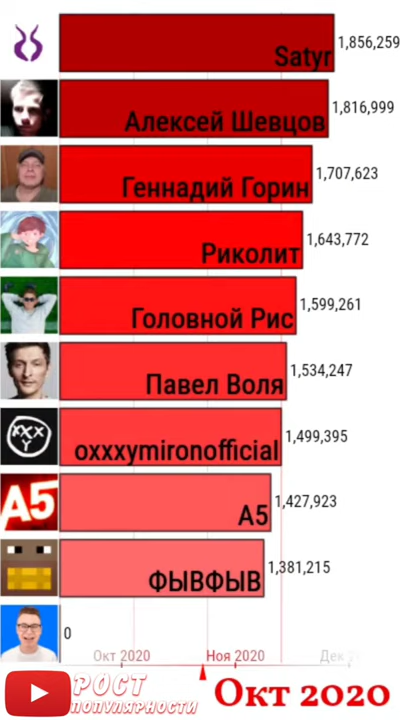 Satyr 1,856,259
Алексей Шевцов 1,816,999
Геннадий Горин 1,707,623
Риколит 1,643,772
Головной Рис 1,599,261
Павел Воля 1,534,247
XXX
Y
oxxxymironofficial 1,499,395
A5
A5 1,427,923
ФЫВФЫВ 1,381,215
0
Окт 2020 Ноя 2020 Дек
РОСТ
ПОПУЛЯРНОСТИ
Окт 2020